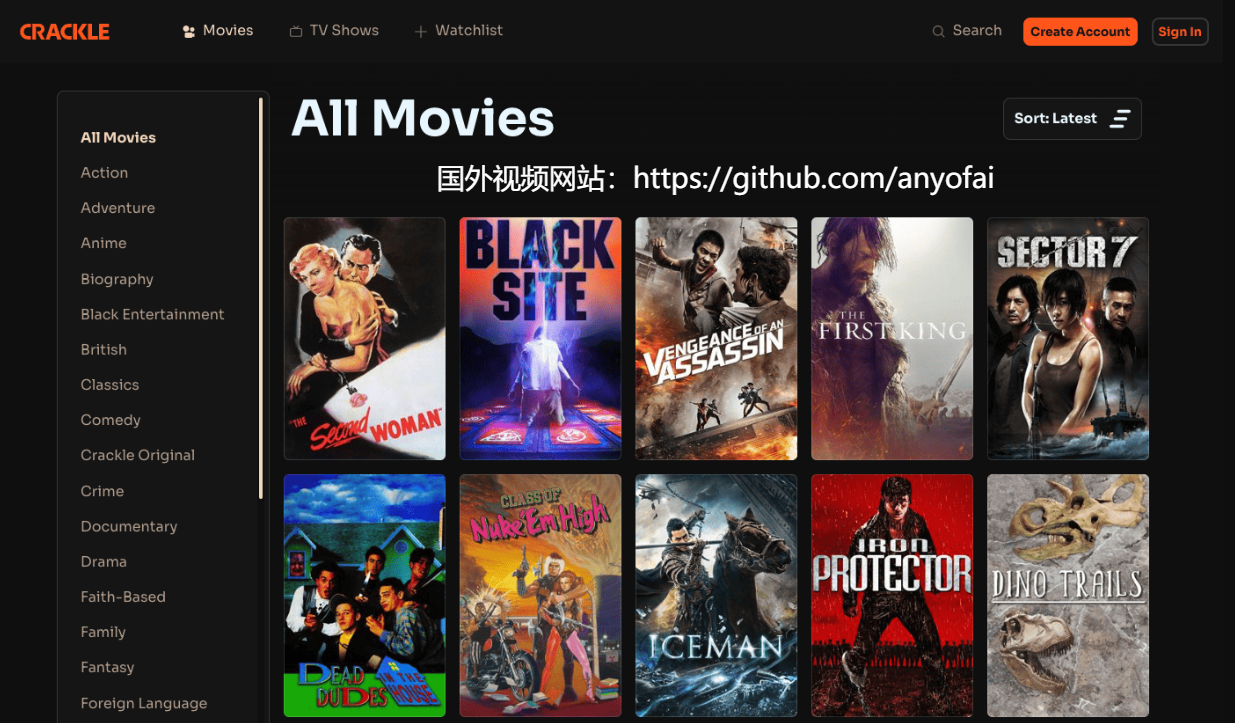 CRACKLE
Movies
TV Shows
Watchlist
Search
Create Account
Sign In
All Movies
Action
Adventure
Anime
Biography
Black Entertainment
British
Classics
Comedy
Crackle Original
Crime
Documentary
Drama
Faith-Based
Family
Fantasy
Foreign Language
All Movies
Sort: Latest
国外视频网站：https://github.com/anyofai
THE Second WOMAN
BLACK
SITE
VENGEANCE OF AN
ASSASSIN
THE
FIRST KING
SECTOR 7
DEAD IN THE
DUDES HOUSE
CLASS OF
Nuke 'Em High
ICEMAN
IRON
PROTECTOR
DINO TRAILS